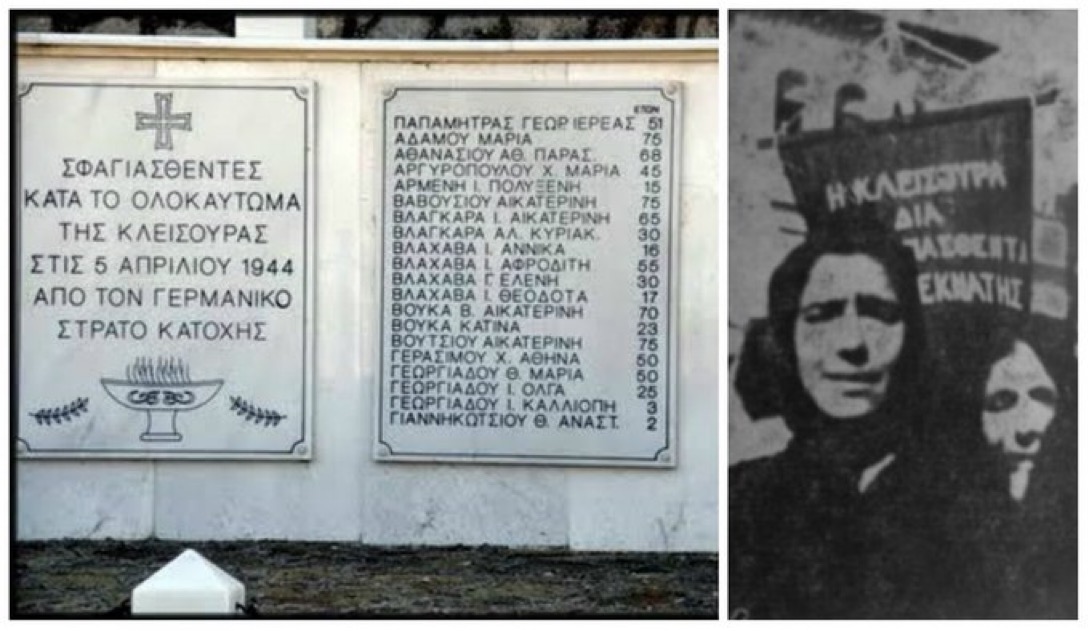 ΣΦΑΓΙΑΣΘΕΝΤΕΣ
ΚΑΤΑ ΤΟ ΟΛΟΚΑΥΤΩΜΑ
ΤΗΣ ΚΛΕΙΣΟΥΡΑΣ
ΣΤΙΣ 5 ΑΠΡΙΛΙΟΥ 1944
ΑΠΟ ΤΟΝ ΓΕΡΜΑΝΙΚΟ
ΣΤΡΑΤΟ ΚΑΤΟΧΗΣ
ΕΤΩΝ
ΠΑΠΑΜΗΤΡΑΣ ΓΕΩΡ. ΙΕΡΕΑΣ 51
ΑΔΑΜΟΥ ΜΑΡΙΑ 75
ΑΘΑΝΑΣΙΟΥ ΑΘ. ΠΑΡΑΣ. 68
ΑΡΓΥΡΟΠΟΥΛΟΥ Χ. ΜΑΡΙΑ 45
ΑΡΜΕΝΗ Ι. ΠΟΛΥΞΕΝΗ 15
ΒΑΒΟΥΣΙΟΥ ΑΙΚΑΤΕΡΙΝΗ 75
ΒΛΑΓΚΑΡΑ Ι. ΑΙΚΑΤΕΡΙΝΗ 65
ΒΛΑΓΚΑΡΑ ΑΛ. ΚΥΡΙΑΚ. 30
ΒΛΑΧΑΒΑ Ι. ΑΝΝΙΚΑ 16
ΒΛΑΧΑΒΑ Ι. ΑΦΡΟΔΙΤΗ 55
ΒΛΑΧΑΒΑ Γ. ΕΛΕΝΗ 30
ΒΛΑΧΑΒΑ Ι. ΘΕΟΔΟΤΑ 17
ΒΟΥΚΑ Β. ΑΙΚΑΤΕΡΙΝΗ 70
ΒΟΥΚΑ ΚΑΤΙΝΑ 23
ΒΟΥΤΣΙΟΥ ΑΙΚΑΤΕΡΙΝΗ 75
ΓΕΡΑΣΙΜΟΥ Χ. ΑΘΗΝΑ 50
ΓΕΩΡΓΙΑΔΟΥ Θ. ΜΑΡΙΑ 50
ΓΕΩΡΓΙΑΔΟΥ Ι. ΟΛΓΑ 25
ΓΕΩΡΓΙΑΔΟΥ Ι. ΚΑΛΛΙΟΠΗ 3
ΓΙΑΝΝΗΚΩΤΣΙΟΥ Θ. ΑΝΑΣΤ. 2
Η ΚΛΕΙΣΟΥΡΑ
ΔΙΑ